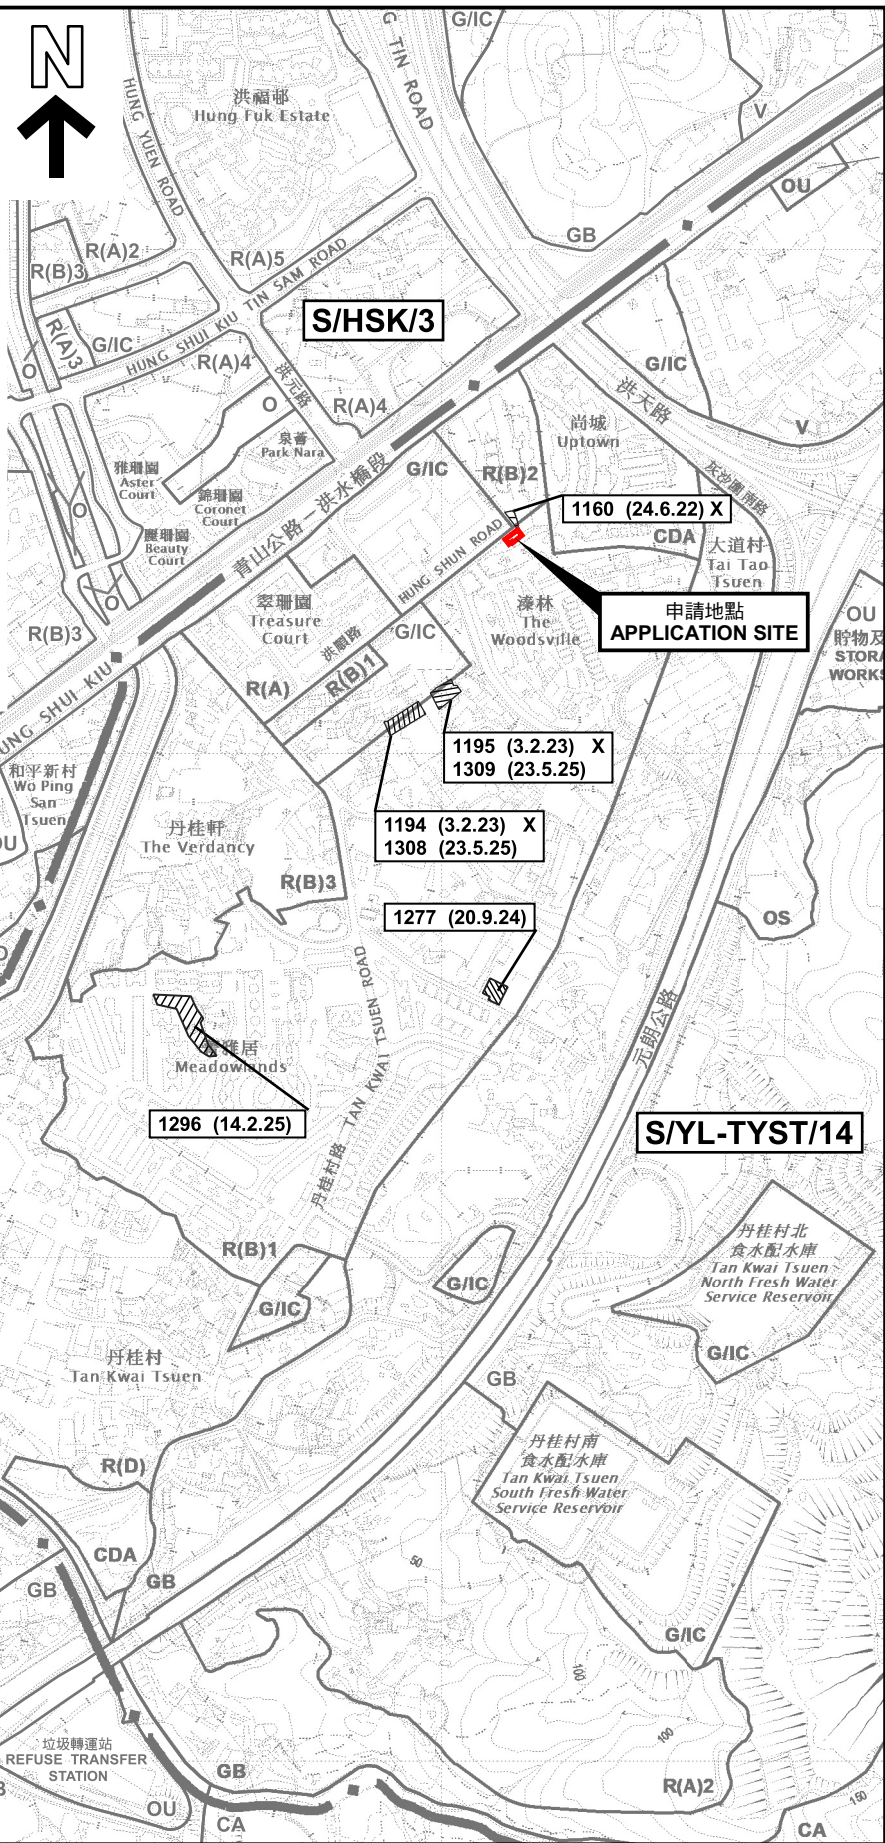 N
G/IC
G TIN ROAD
洪福邨
Hung Fuk Estate
HUNG YUEN ROAD
V
OU
GB
R(A)2
R(B)3
R(A)5
HUNG SHUI KIU TIN SAM ROAD
S/HSK/3
R(A)3
G/IC
R(A)4
洪元路
O
O
R(A)4
G/IC
洪天路
V
尚城
Uptown
泉薈
Park Nara
雅珊園
Aster
Court
錦珊園
Coronet
Court
麗珊園
Beauty
Court
O
O
青山公路－洪水橋段
G/IC
R(B)2
1160 (24.6.22) X
HUNG SHUN ROAD
CDA
大道村
Tai Tao
Tsuen
翠珊園
Treasure
Court
洪順路
G/IC
溱林
The
Woodsville
申請地點
APPLICATION SITE
OU
貯物及
STORA
WORKS
R(B)3
UNG SHUI KIU
R(A)
R(B)1
1195 (3.2.23) X
1309 (23.5.25)
和平新村
Wo Ping
San
Tsuen
OU
丹桂軒
The Verdancy
1194 (3.2.23) X
1308 (23.5.25)
R(B)3
1277 (20.9.24)
OS
元朗公路
丹桂村路 TAN KWAI TSUEN ROAD
雅居
Meadowlands
1296 (14.2.25)
S/YL-TYST/14
丹桂村北
食水配水庫
Tan Kwai Tsuen
North Fresh Water
Service Reservoir
R(B)1
G/IC
G/IC
G/IC
丹桂村
Tan Kwai Tsuen
GB
丹桂村南
食水配水庫
Tan Kwai Tsuen
South Fresh Water
Service Reservoir
R(D)
CDA
GB
GB
50
G/IC
100
100
垃圾轉運站
REFUSE TRANSFER
STATION
GB
OU
CA
R(A)2
150
CA